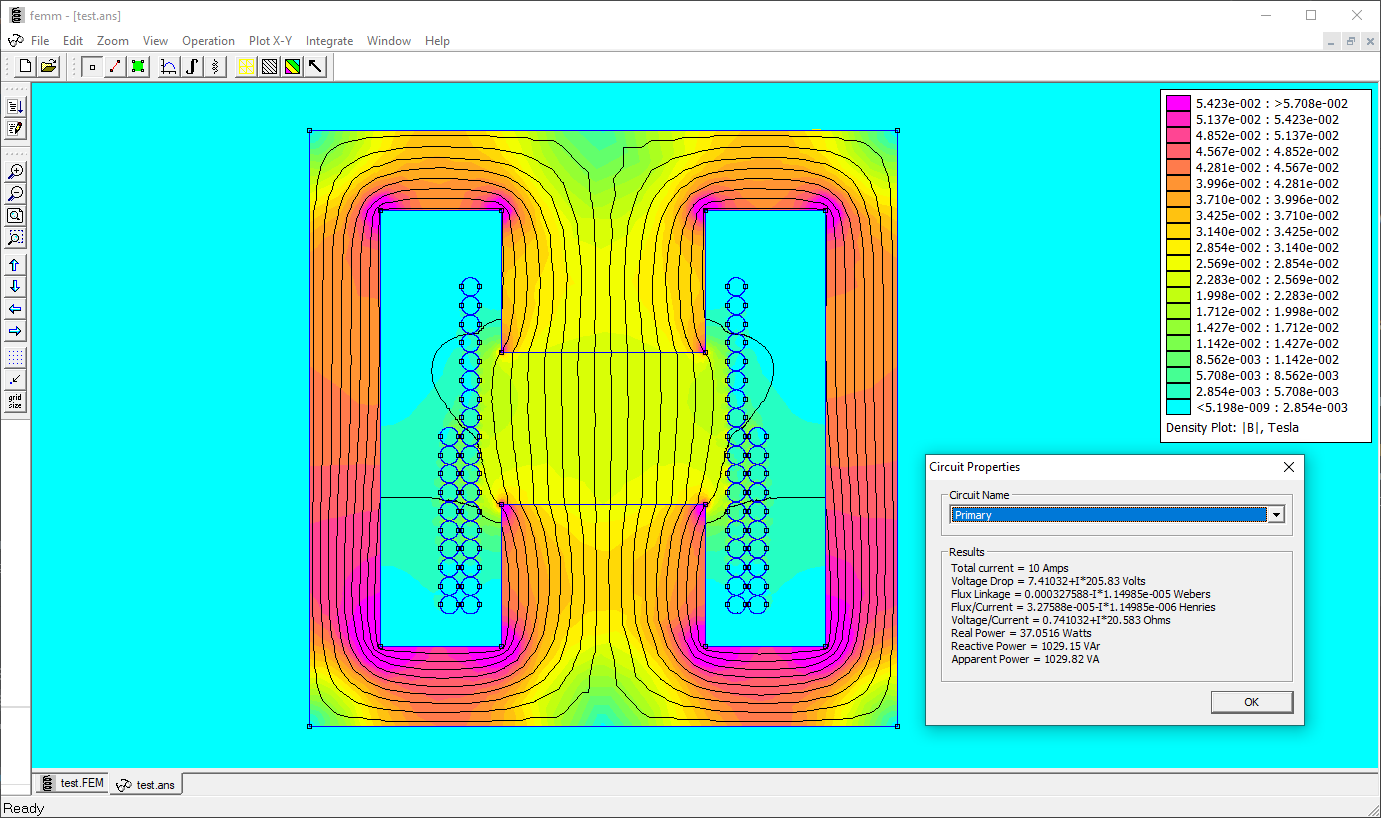 femm - [test.ans]
File Edit Zoom View Operation Plot X-Y Integrate Window Help
grid
size
5.423e-002 : >5.708e-002
5.137e-002 : 5.423e-002
4.852e-002 : 5.137e-002
4.567e-002 : 4.852e-002
4.281e-002 : 4.567e-002
3.996e-002 : 4.281e-002
3.710e-002 : 3.996e-002
3.425e-002 : 3.710e-002
3.140e-002 : 3.425e-002
2.854e-002 : 3.140e-002
2.569e-002 : 2.854e-002
2.283e-002 : 2.569e-002
1.998e-002 : 2.283e-002
1.712e-002 : 1.998e-002
1.427e-002 : 1.712e-002
1.142e-002 : 1.427e-002
8.562e-003 : 1.142e-002
5.708e-003 : 8.562e-003
2.854e-003 : 5.708e-003
<5.198e-009 : 2.854e-003
Density Plot: |B|, Tesla
Circuit Properties
Circuit Name
Primary
Results
Total current = 10 Amps
Voltage Drop = 7.41032+I*205.83 Volts
Flux Linkage = 0.000327588-I*1.14985e-005 Webers
Flux/Current = 3.27588e-005-I*1.14985e-006 Henries
Voltage/Current = 0.741032+I*20.583 Ohms
Real Power = 37.0516 Watts
Reactive Power = 1029.15 VAr
Apparent Power = 1029.82 VA
OK
test.FEM test.ans
Ready